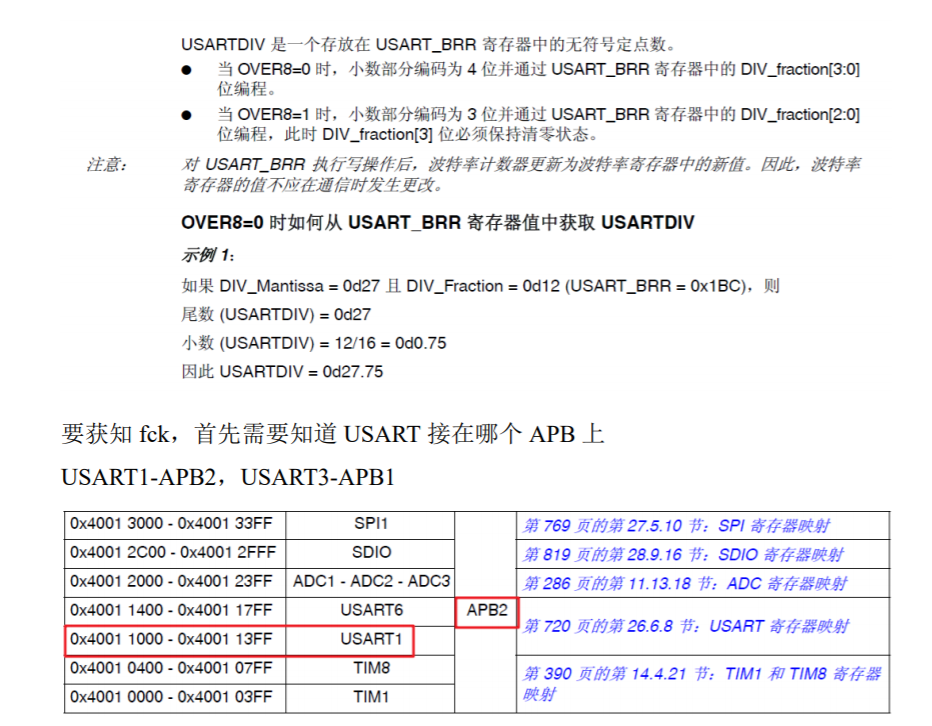 USARTDIV 是一个存放在 USART_BRR 寄存器中的无符号定点数。
● 当 OVER8=0 时，小数部分编码为 4 位并通过 USART_BRR 寄存器中的 DIV_fraction[3:0]
位编程。
● 当 OVER8=1 时，小数部分编码为 3 位并通过 USART_BRR 寄存器中的 DIV_fraction[2:0]
位编程，此时 DIV_fraction[3] 位必须保持清零状态。
注意： 对 USART_BRR 执行写操作后，波特率计数器更新为波特率寄存器中的新值。因此，波特率
寄存器的值不应在通信时发生更改。
OVER8=0 时如何从 USART_BRR 寄存器值中获取 USARTDIV
示例 1：
如果 DIV_Mantissa = 0d27 且 DIV_Fraction = 0d12 (USART_BRR = 0x1BC)，则
尾数 (USARTDIV) = 0d27
小数 (USARTDIV) = 12/16 = 0d0.75
因此 USARTDIV = 0d27.75
要获知 fck，首先需要知道 USART 接在哪个 APB 上
USART1-APB2，USART3-APB1
0x4001 3000 - 0x4001 33FF SPI1 第 769 页的第 27.5.10 节：SPI 寄存器映射
0x4001 2C00 - 0x4001 2FFF SDIO 第 819 页的第 28.9.16 节：SDIO 寄存器映射
0x4001 2000 - 0x4001 23FF ADC1 - ADC2 - ADC3 第 286 页的第 11.13.18 节：ADC 寄存器映射
0x4001 1400 - 0x4001 17FF USART6 APB2
第 720 页的第 26.6.8 节：USART 寄存器映射
0x4001 1000 - 0x4001 13FF USART1
0x4001 0400 - 0x4001 07FF TIM8 第 390 页的第 14.4.21 节：TIM1 和 TIM8 寄存器
映射
0x4001 0000 - 0x4001 03FF TIM1